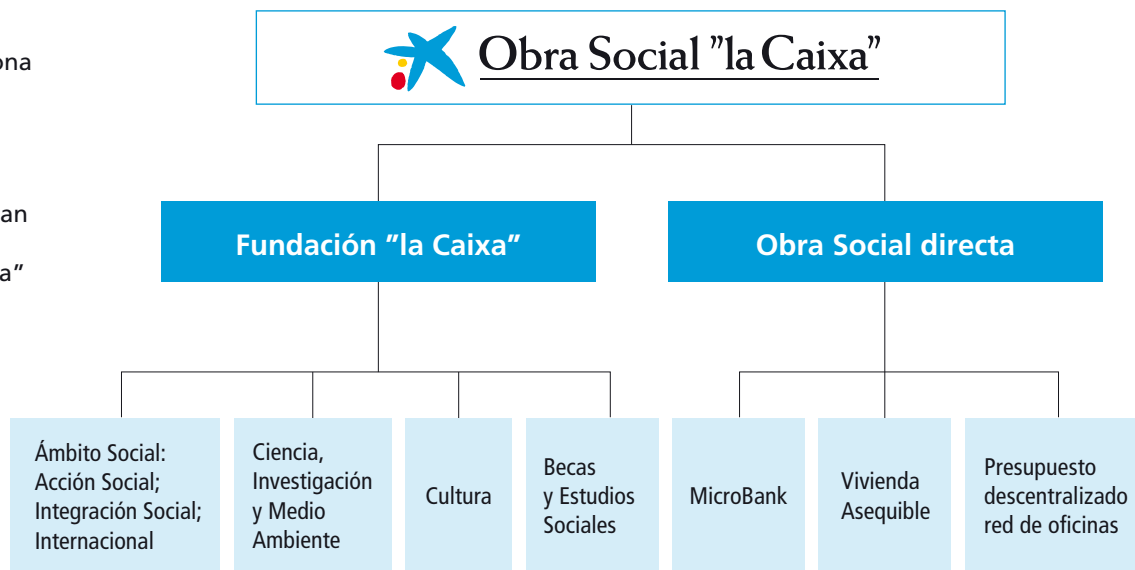 ona
an
a"
Obra Social "la Caixa"
Fundación "la Caixa"
Obra Social directa
Ámbito Social:
Acción Social;
Integración Social;
Internacional
Ciencia,
Investigación
y Medio
Ambiente
Cultura
Becas
y Estudios
Sociales
MicroBank
Vivienda
Asequible
Presupuesto
descentralizado
red de oficinas